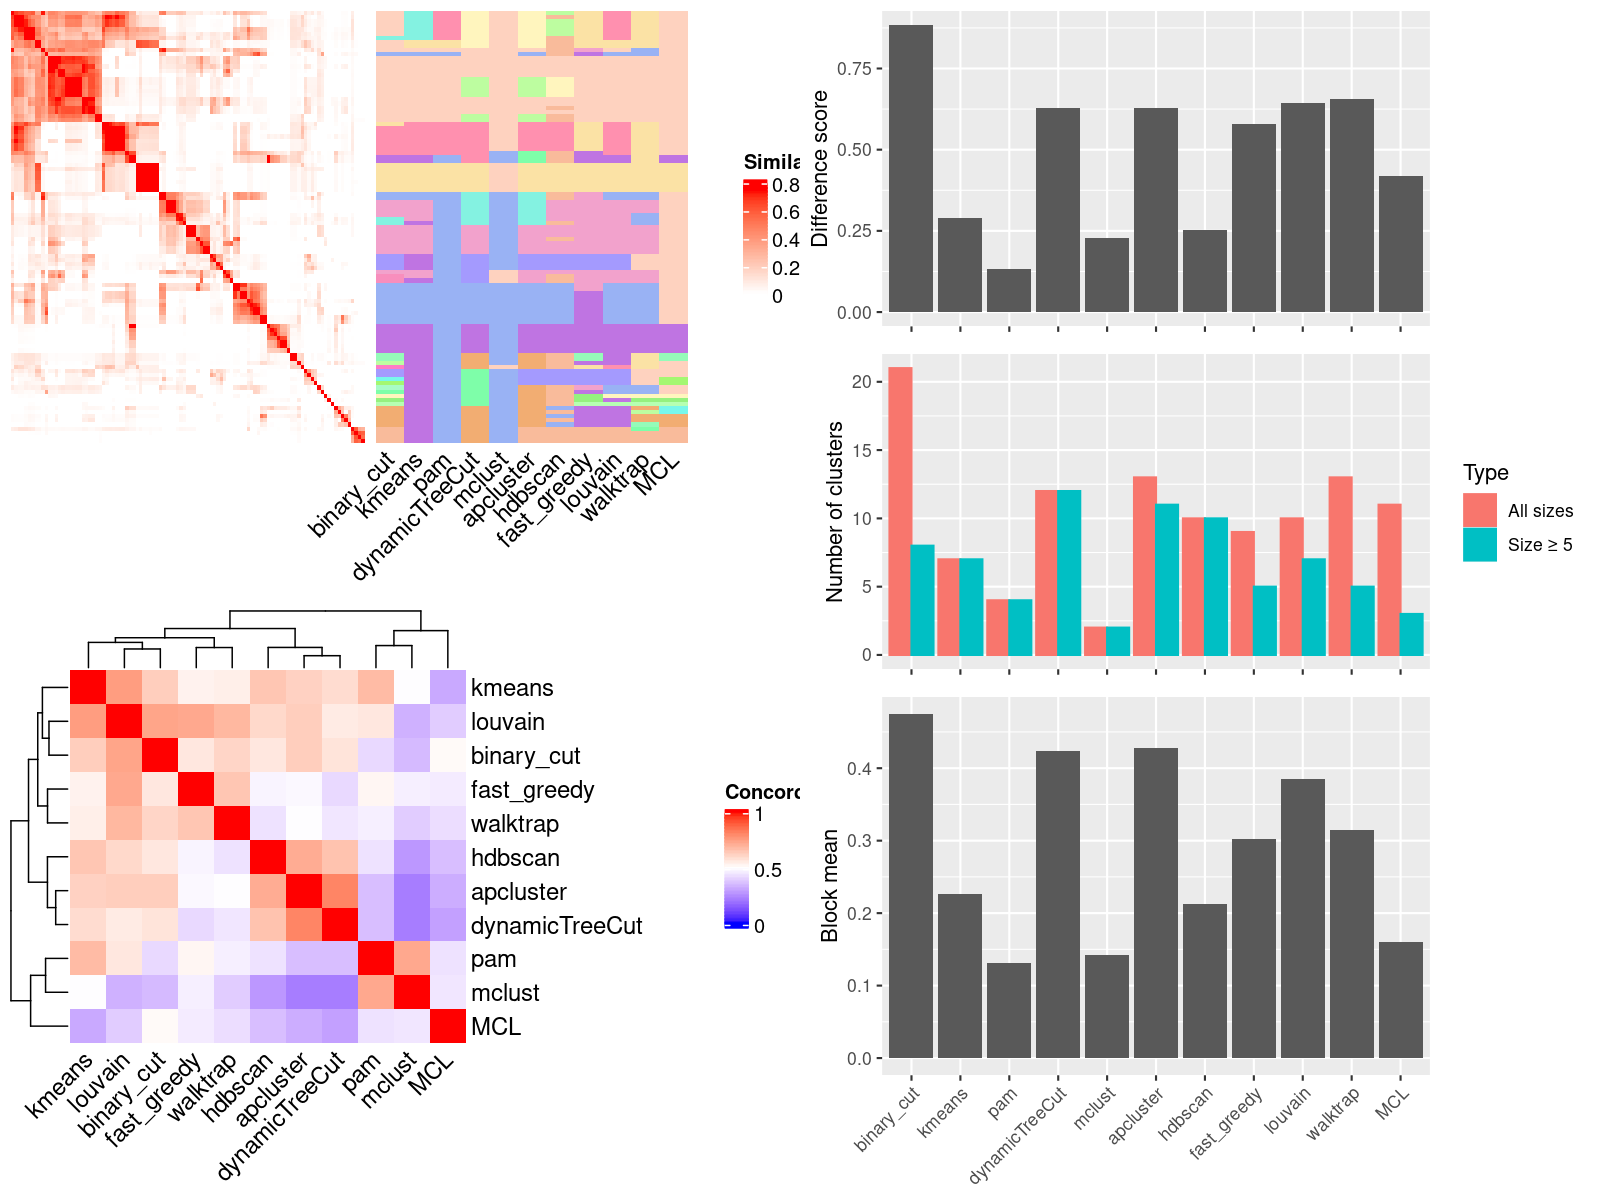 Simila
0.8
0.6
0.4
0.2
0
binary_cut
kmeans
pam
dynamicTreeCut
mclust
apcluster
hdbscan
fast_greedy
louvain
walktrap
MCL
kmeans
louvain
binary_cut
fast_greedy
walktrap
hdbscan
apcluster
dynamicTreeCut
pam
mclust
MCL
kmeans
louvain
binary_cut
fast_greedy
walktrap
hdbscan
apcluster
dynamicTreeCut
pam
mclust
MCL
Concord
1
0.5
0
Difference score
0.75
0.50
0.25
0.00
Number of clusters
20
15
10
5
0
Type
All sizes
Size ≥ 5
Block mean
0.4
0.3
0.2
0.1
0.0
binary_cut
kmeans
pam
dynamicTreeCut
mclust
apcluster
hdbscan
fast_greedy
louvain
walktrap
MCL